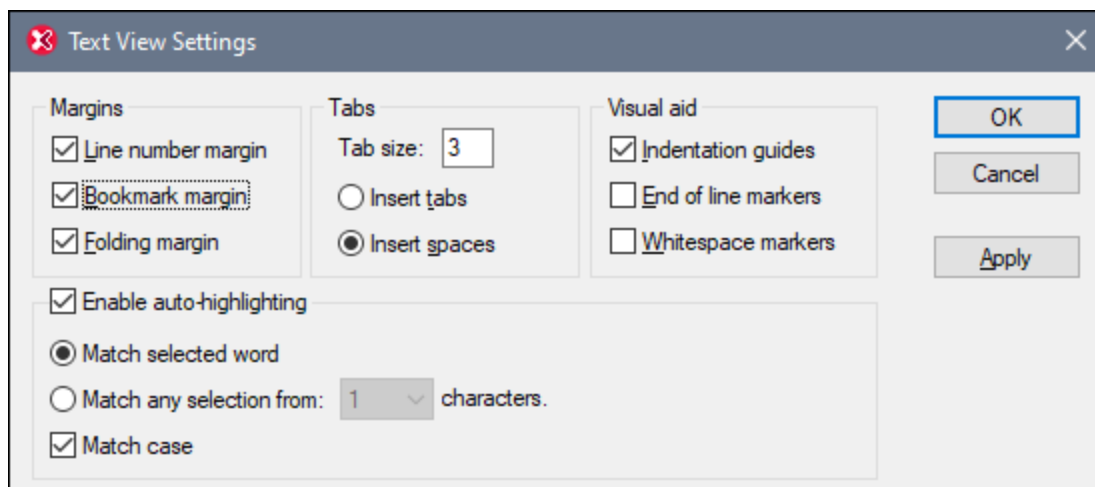 Text View Settings
Margins
Line number margin
Bookmark margin
Folding margin
Tabs
Tab size: 3
Insert tabs
Insert spaces
Visual aid
Indentation guides
End of line markers
Whitespace markers
OK
Cancel
Apply
Enable auto-highlighting
Match selected word
Match any selection from: 1 characters.
Match case